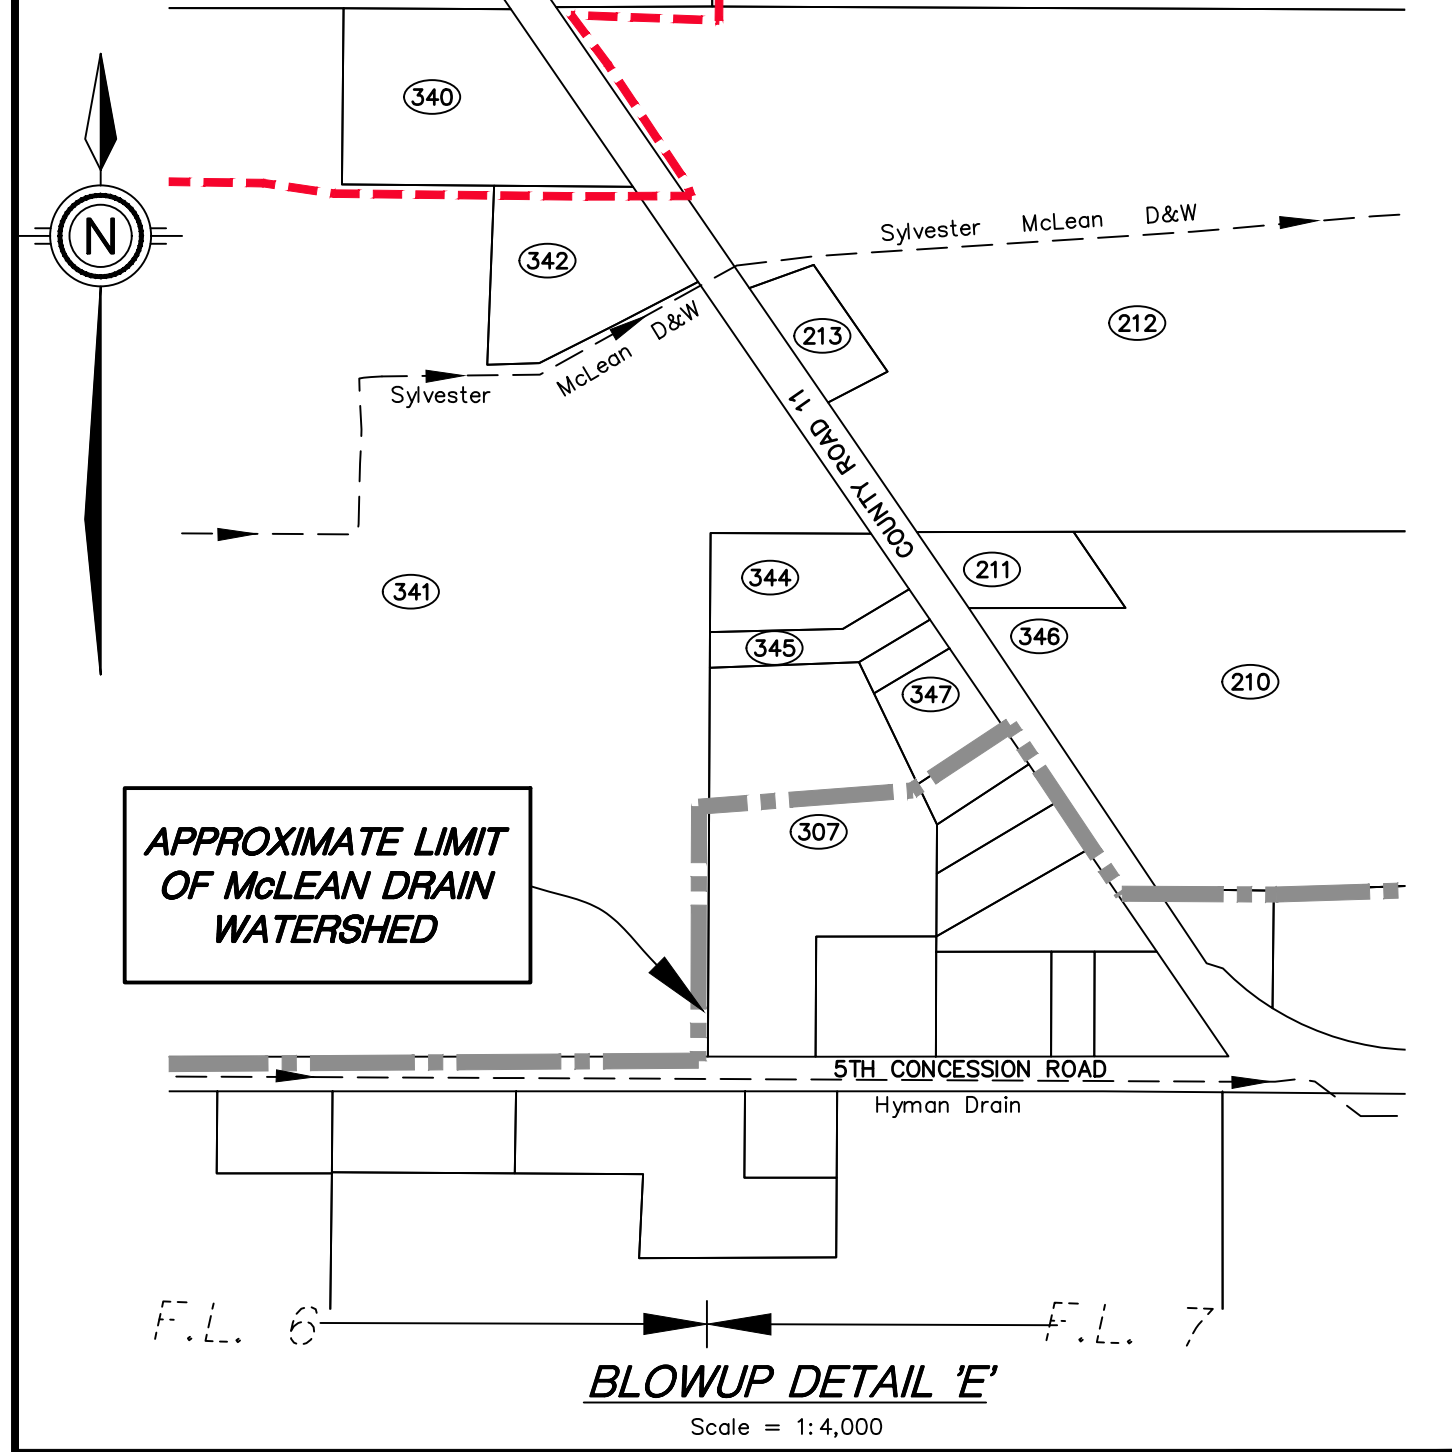 340
N
Sylvester McLean D&W
342
213
212
Sylvester McLean D&W
COUNTY ROAD 11
341
344
211
345
346
347
210
307
APPROXIMATE LIMIT
OF McLEAN DRAIN
WATERSHED
5TH CONCESSION ROAD
Hyman Drain
F.L. 6
F.L. 7
BLOWUP DETAIL 'E'
Scale = 1:4,000